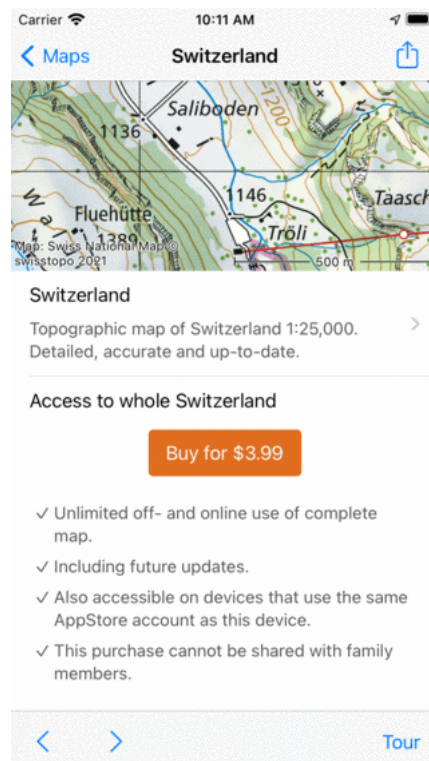 Carrier 10:11 AM
Maps Switzerland
Saliboden
1200
1136
1146
Taasch
Fluehütte
Wal
Tröli
1389
Map: Swiss National Map ©
swisstopo 2021
500 m
Switzerland
Topographic map of Switzerland 1:25,000.
Detailed, accurate and up-to-date.
Access to whole Switzerland
Buy for $3.99
✓ Unlimited off- and online use of complete
map.
✓ Including future updates.
✓ Also accessible on devices that use the same
AppStore account as this device.
✓ This purchase cannot be shared with family
members.
Tour